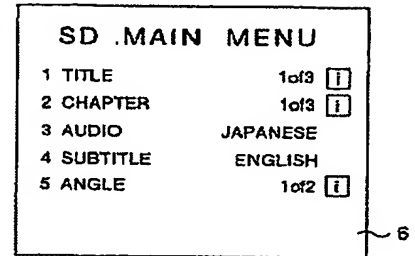 SD .MAIN MENU
1 TITLE 1of3 i
2 CHAPTER 1of3 i
3 AUDIO JAPANESE
4 SUBTITLE ENGLISH
5 ANGLE 1of2 i
6